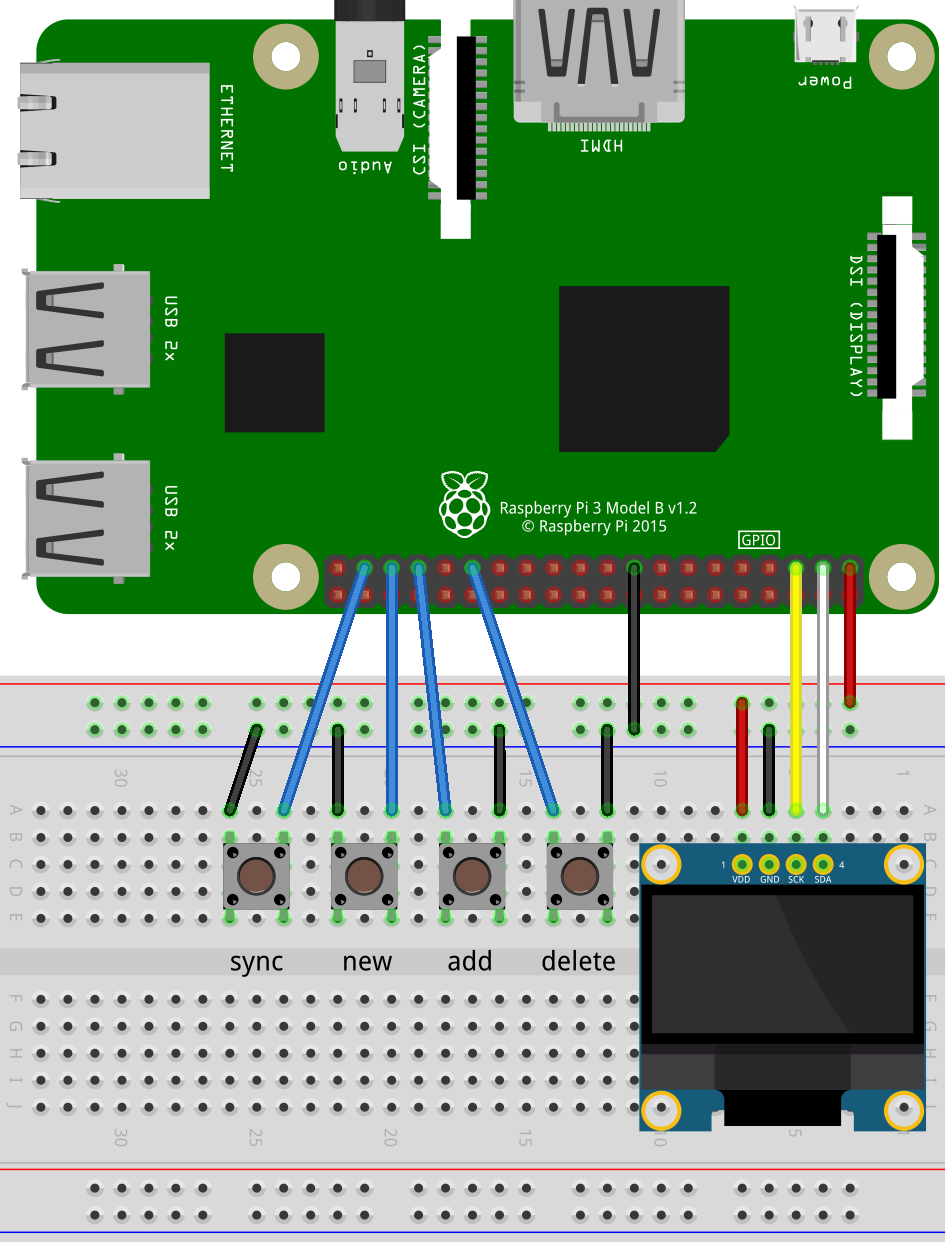 Power
HDMI
Audio
CSI (CAMERA)
ETHERNET
DSI (DISPLAY)
USB 2x
USB 2x
Raspberry Pi 3 Model B v1.2
© Raspberry Pi 2015
GPIO
30 25 15 10 1
A A
B B
C C
D D
E E
1 4
VDD GND SCK SDA
sync new add delete
F F
G G
H H
I I
J J
30 25 20 15 10 5 1